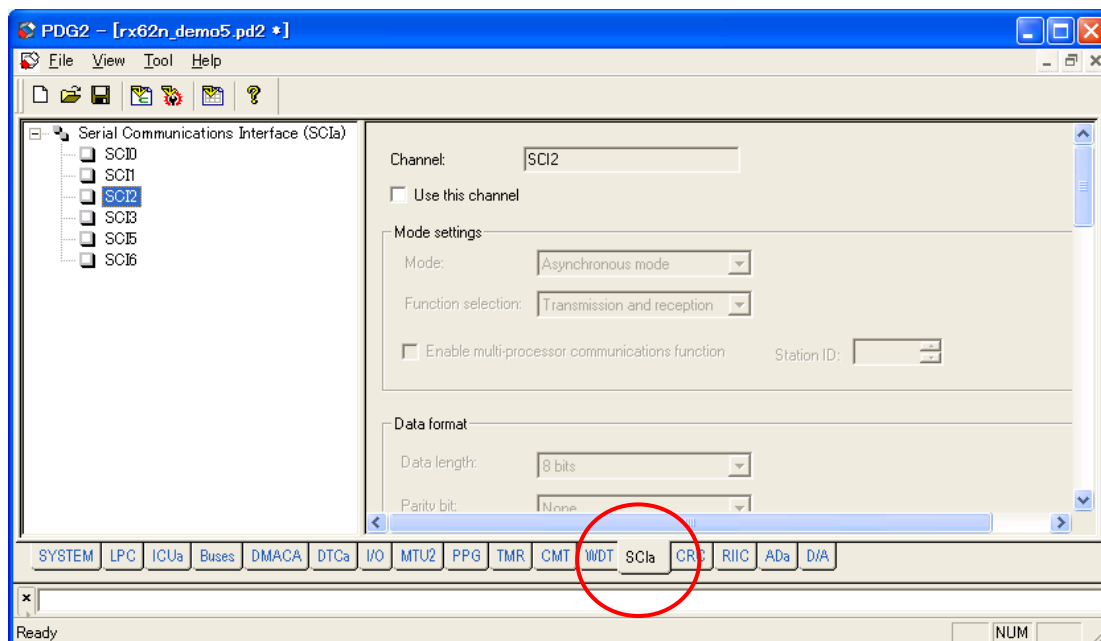 PDG2 - [rx62n_demo5.pd2 *]
File View Tool Help
Serial Communications Interface (SCIa)
SCI0
SCI1
SCI2
SCI3
SCI5
SCI6
Channel: SCI2
Use this channel
Mode settings
Mode: Asynchronous mode
Function selection: Transmission and reception
Enable multi-processor communications function Station ID:
Data format
Data length: 8 bits
Parity bit: None
SYSTEM LPC ICUa Buses DMACA DTCa I/O MTU2 PPG TMR CMT WDT SCIa CRC RIIC ADa D/A
Ready NUM